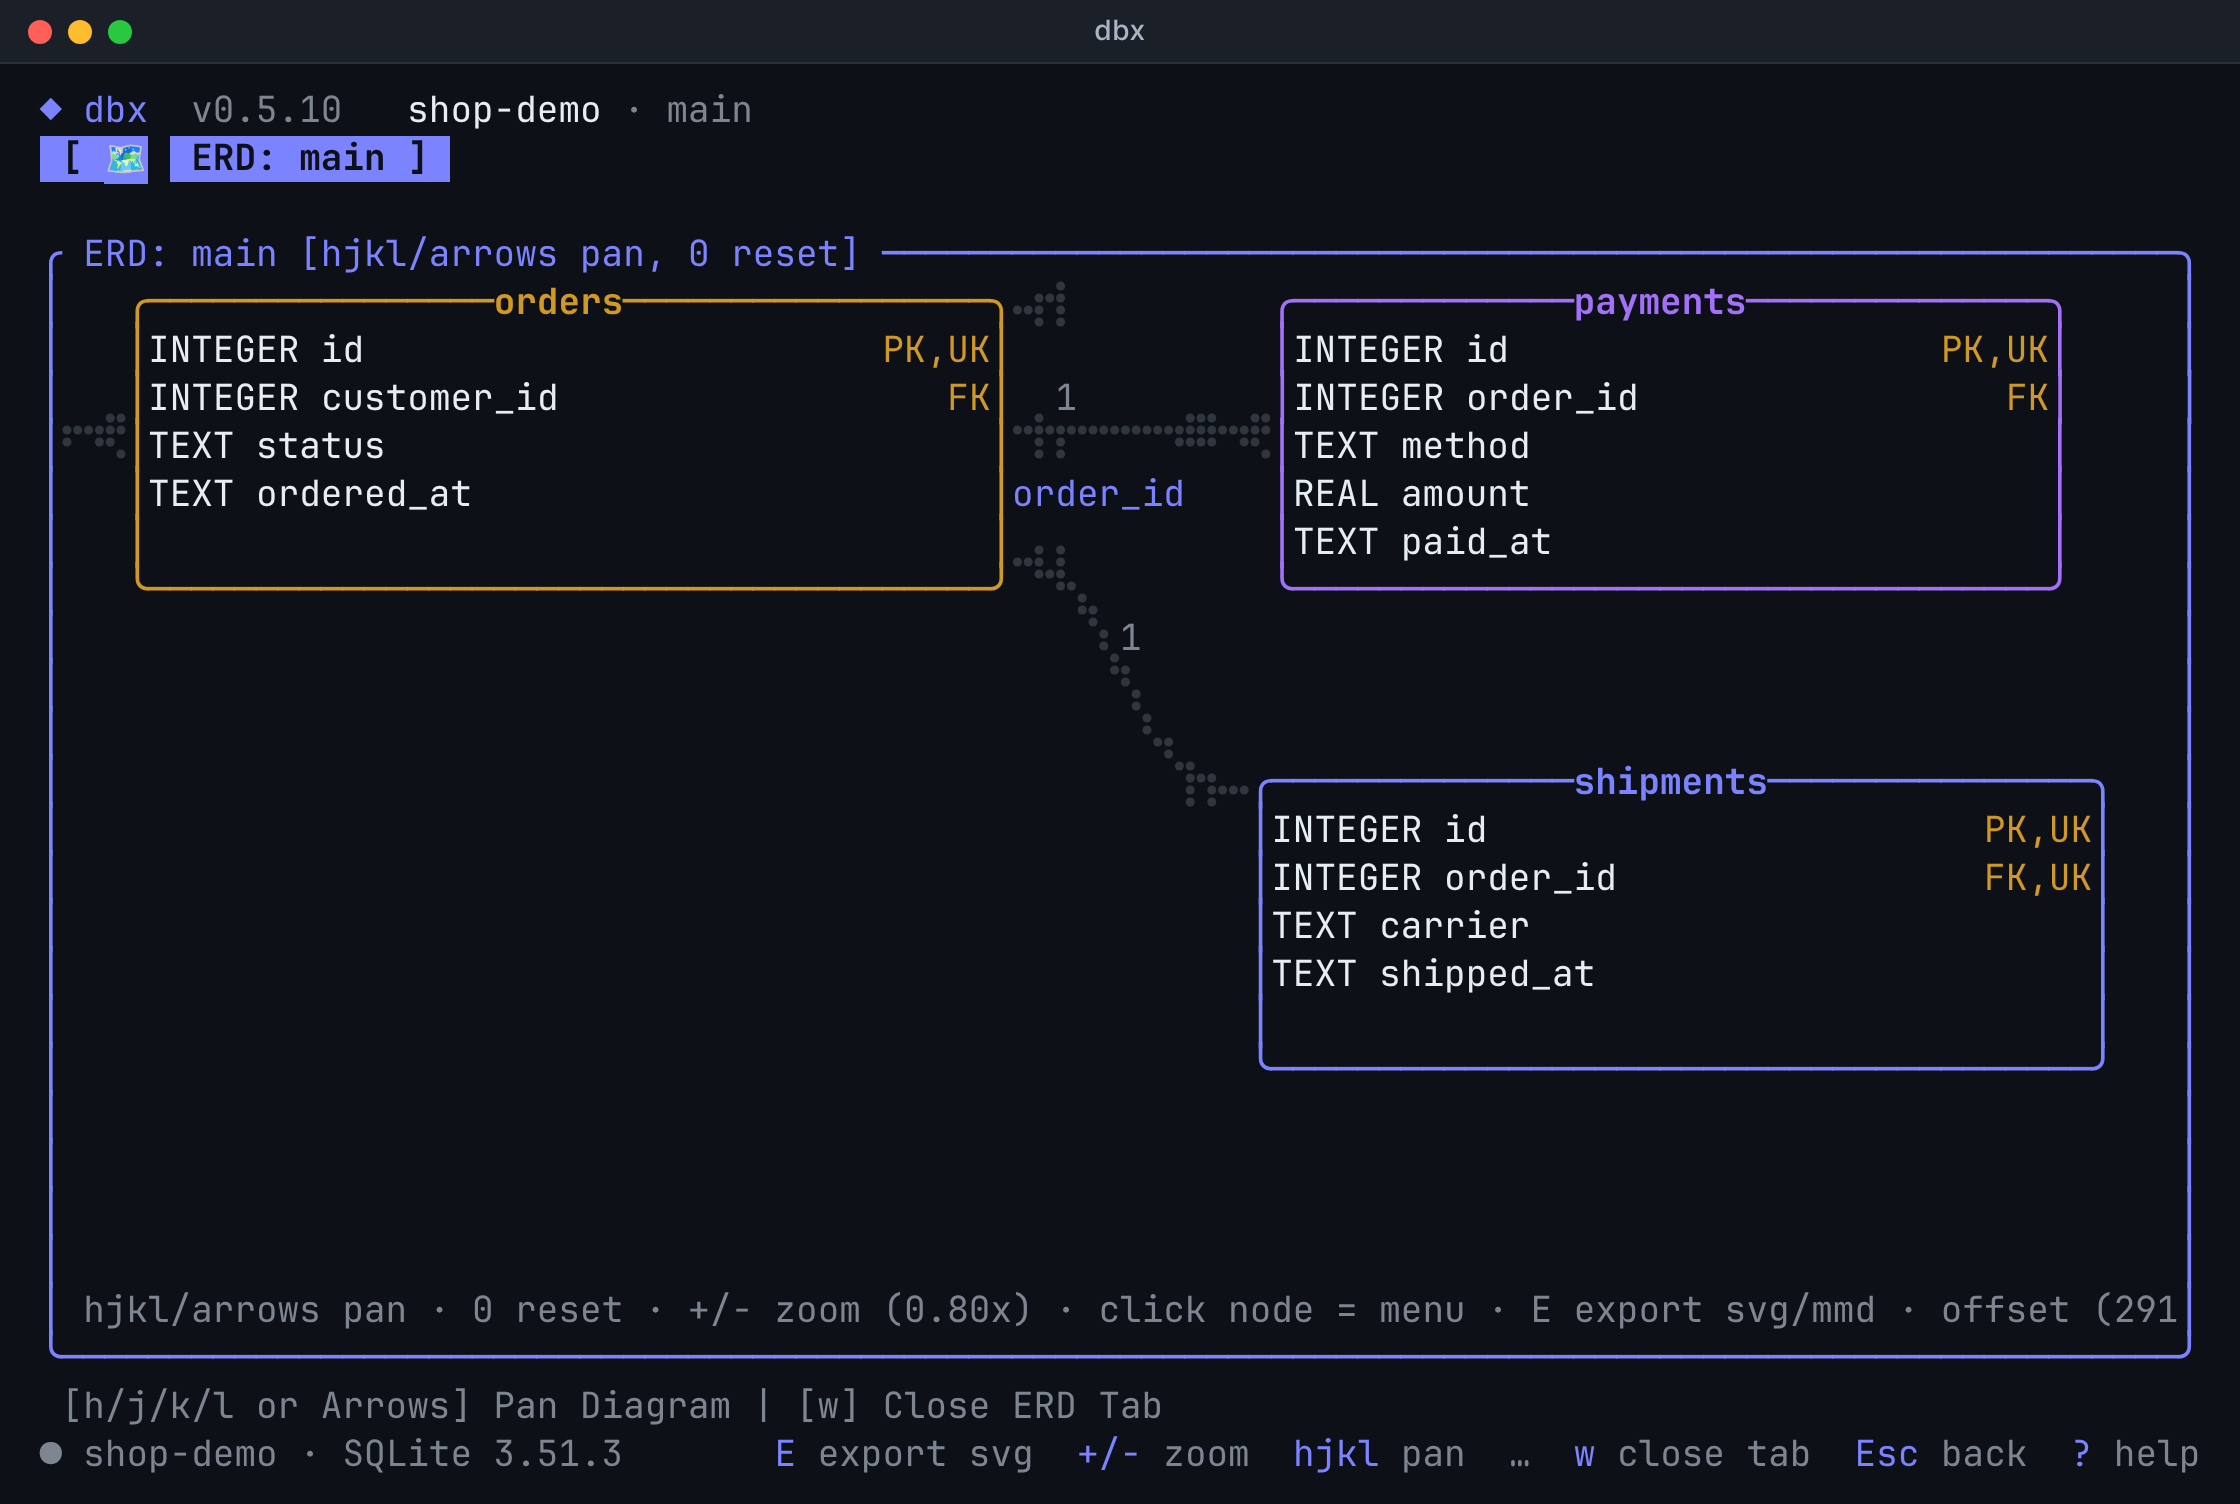 dbx
◆ dbx v0.5.10 shop-demo · main
[ 🗺️ ERD: main ]
ERD: main [hjkl/arrows pan, 0 reset]
orders
INTEGER id PK,UK
INTEGER customer_id FK
TEXT status
TEXT ordered_at
1
order_id
payments
INTEGER id PK,UK
INTEGER order_id FK
TEXT method
REAL amount
TEXT paid_at
1
shipments
INTEGER id PK,UK
INTEGER order_id FK,UK
TEXT carrier
TEXT shipped_at
hjkl/arrows pan · 0 reset · +/- zoom (0.80x) · click node = menu · E export svg/mmd · offset (291
[h/j/k/l or Arrows] Pan Diagram | [w] Close ERD Tab
● shop-demo · SQLite 3.51.3 E export svg +/- zoom hjkl pan … w close tab Esc back ? help